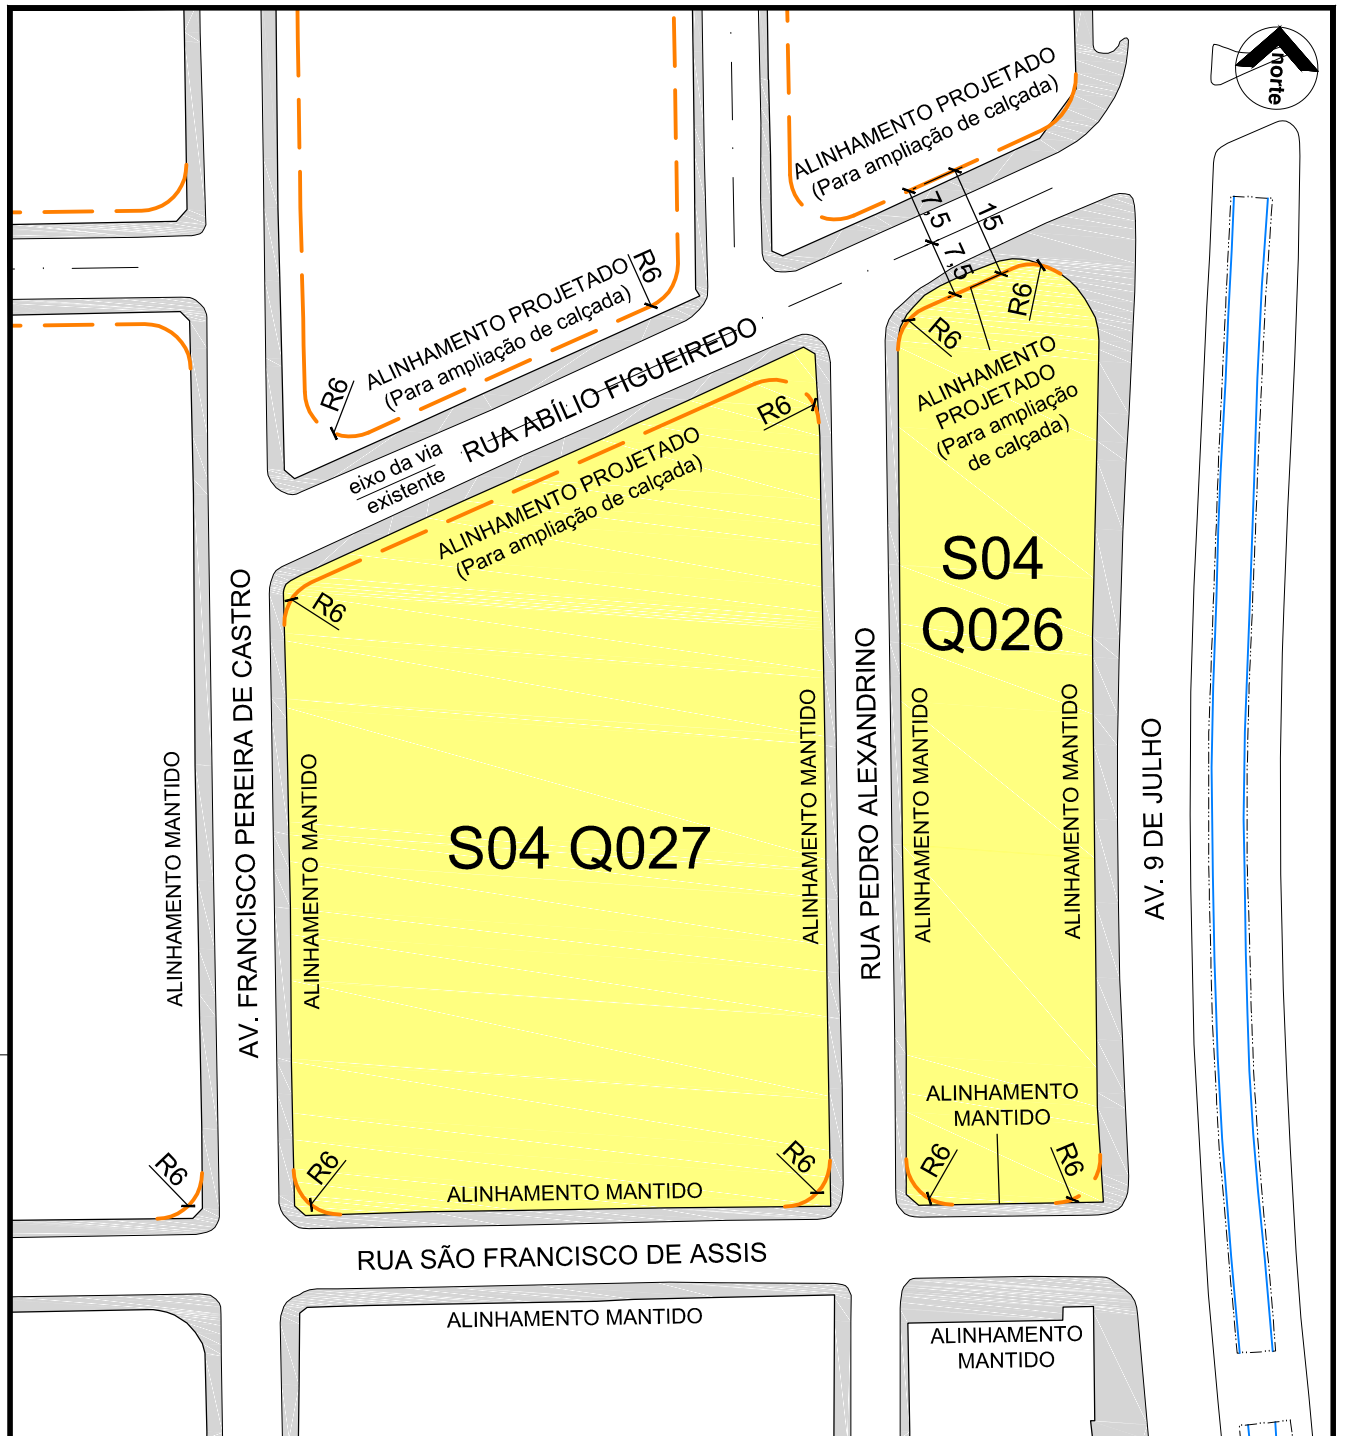 norte
ALINHAMENTO PROJETADO
(Para ampliação de calçada)
7,5
15
7,5
R6
ALINHAMENTO PROJETADO
(Para ampliação de calçada)
R6
R6
R6
ALINHAMENTO
PROJETADO
(Para ampliação
de calçada)
RUA ABÍLIO FIGUEIREDO
eixo da via
existente
R6
ALINHAMENTO PROJETADO
(Para ampliação de calçada)
R6
S04
Q026
AV. FRANCISCO PEREIRA DE CASTRO
RUA PEDRO ALEXANDRINO
AV. 9 DE JULHO
ALINHAMENTO MANTIDO
ALINHAMENTO MANTIDO
S04 Q027
ALINHAMENTO MANTIDO
ALINHAMENTO MANTIDO
ALINHAMENTO MANTIDO
ALINHAMENTO
MANTIDO
R6
R6
R6
R6
R6
ALINHAMENTO MANTIDO
RUA SÃO FRANCISCO DE ASSIS
ALINHAMENTO MANTIDO
ALINHAMENTO
MANTIDO